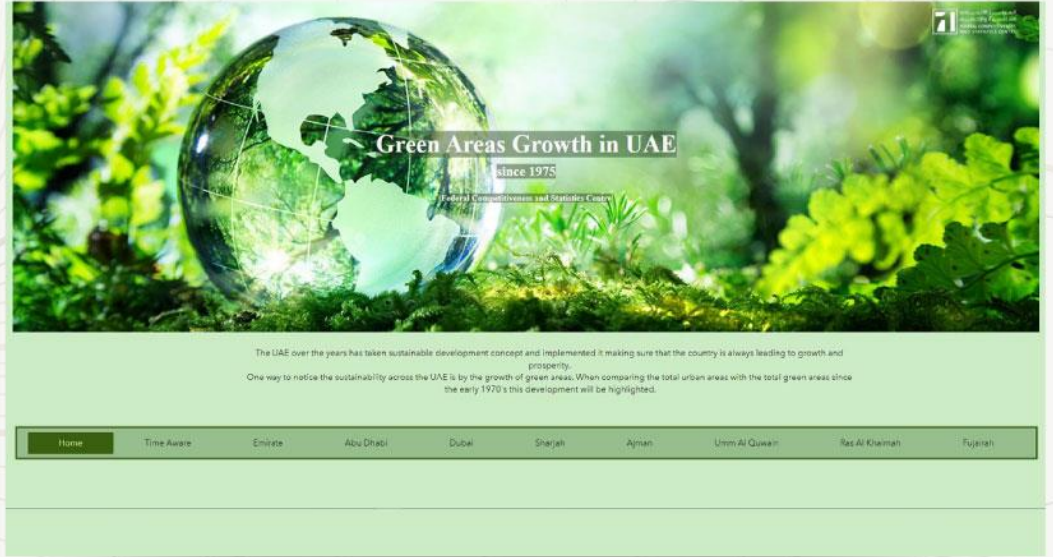 Green Areas Growth in UAE
since 1975
Federal Competitiveness and Statistics Centre
The UAE over the years has taken sustainable development concept and implemented it making sure that the country is always leading to growth and
prosperity.
One way to notice the sustainability across the UAE is by the growth of green areas. When comparing the total urban areas with the total green areas since
the early 1970's this development will be highlighted.
Home
Time Aware
Emirate
Abu Dhabi
Dubai
Sharjah
Ajman
Umm Al Quwain
Ras Al Khaimah
Fujairah